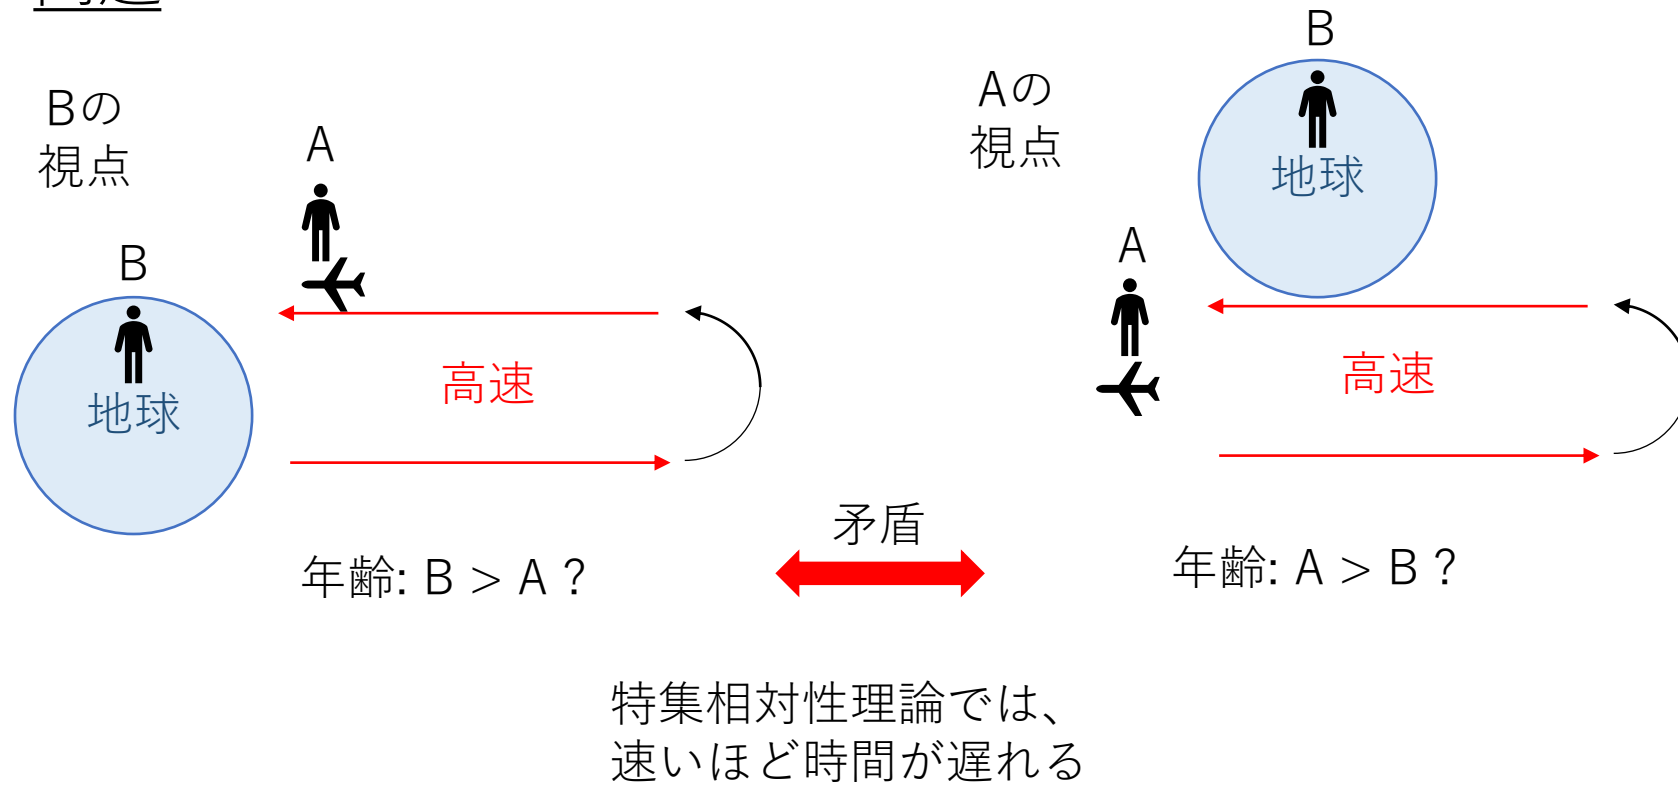 Bの
視点
A
B
地球
高速
年齢: B > A ?
矛盾
Aの
視点
B
地球
A
高速
年齢: A > B ?
特集相対性理論では、
速いほど時間が遅れる